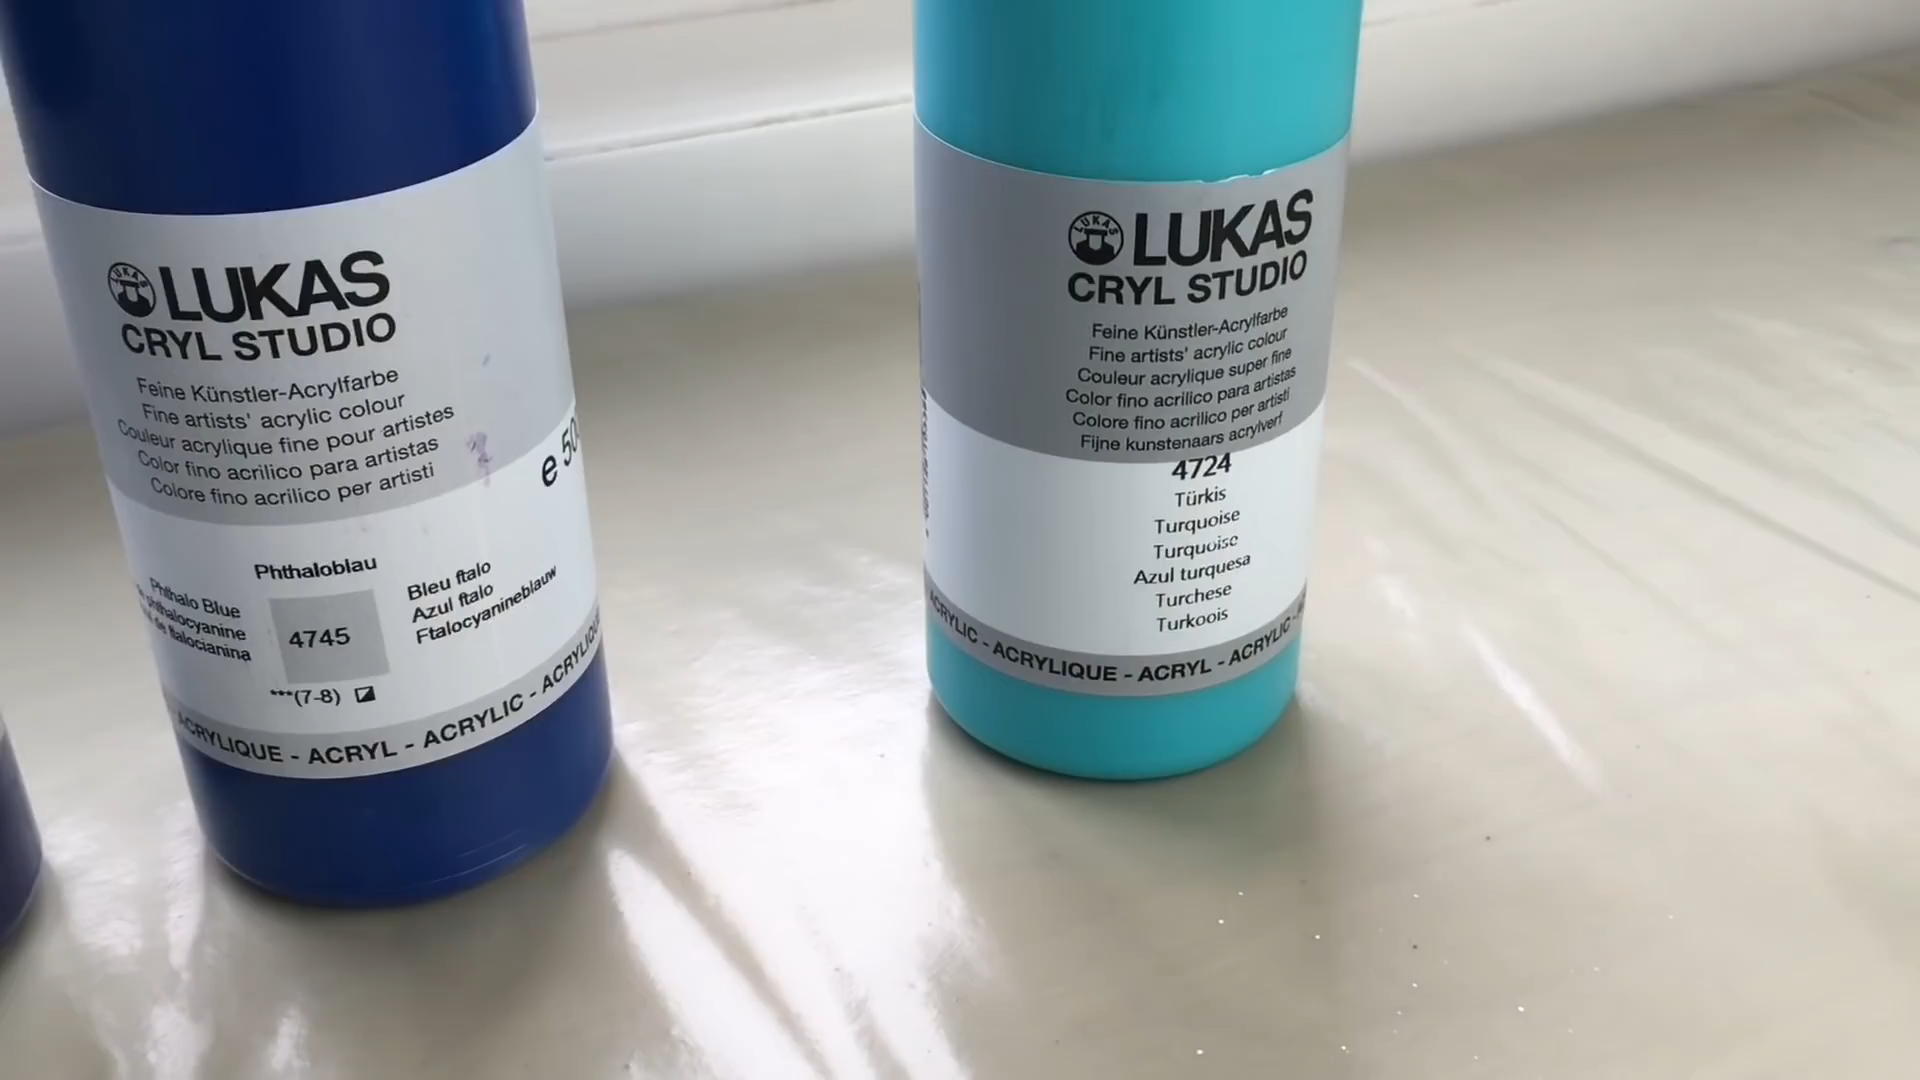 LUKAS
CRYL STUDIO
Feine Künstler-Acrylfarbe
Fine artists' acrylic colour
Couleur acrylique fine pour artistes
Color fino acrilico para artistas
Colore fino acrilico per artisti
e 50
Phthaloblau
Phthalo Blue
phthalocyanine
de ftalocianina
4745
Bleu ftalo
Azul ftalo
Ftalocyanineblauw
***(7-8)
ACRYLIQUE - ACRYL - ACRYLIC - ACRYLIQUE
LUKAS
LUKAS
CRYL STUDIO
Feine Künstler-Acrylfarbe
Fine artists' acrylic colour
Couleur acrylique super fine
Color fino acrilico para artistas
Colore fino acrilico per artisti
Fijne kunstenaars acrylverf
4724
Türkis
Turquoise
Turquoise
Azul turquesa
Turchese
Turkoois
ACRYLIC - ACRYLIQUE - ACRYL - ACRYLIC -